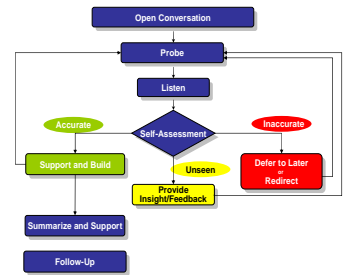 Open Conversation
Probe
Listen
Accurate
Self-Assessment
Inaccurate
Support and Build
Unseen
Defer to Later
or
Redirect
Provide
Insight/Feedback
Summarize and Support
Follow-Up